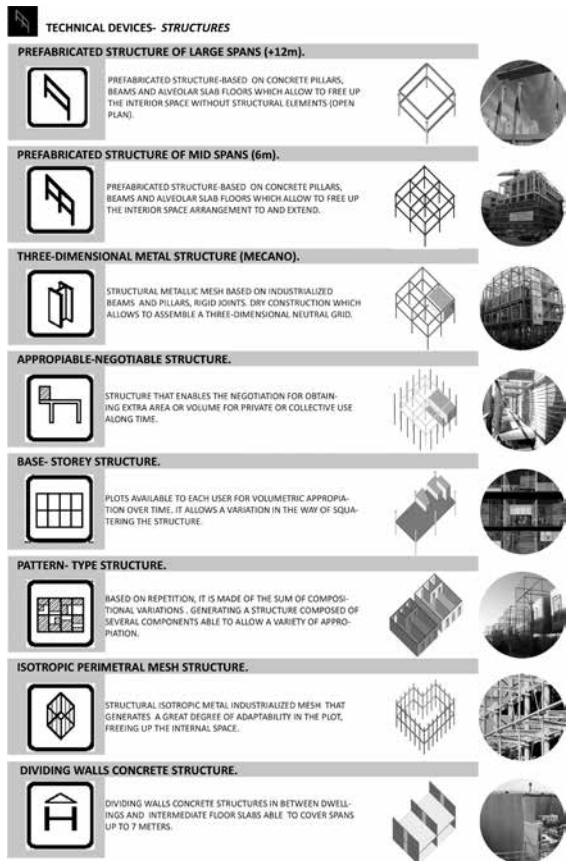 TECHNICAL DEVICES- STRUCTURES
PREFABRICATED STRUCTURE OF LARGE SPANS (+12m).
PREFABRICATED STRUCTURE-BASED ON CONCRETE PILLARS,
BEAMS AND ALVEOLAR SLAB FLOORS WHICH ALLOW TO FREE UP
THE INTERIOR SPACE WITHOUT STRUCTURAL ELEMENTS (OPEN
PLAN).
PREFABRICATED STRUCTURE OF MID SPANS (6m).
PREFABRICATED STRUCTURE-BASED ON CONCRETE PILLARS,
BEAMS AND ALVEOLAR SLAB FLOORS WHICH ALLOW TO FREE UP
THE INTERIOR SPACE ARRANGEMENT TO AND EXTEND.
THREE-DIMENSIONAL METAL STRUCTURE (MECANO).
STRUCTURAL METALLIC MESH BASED ON INDUSTRIALIZED
BEAMS AND PILLARS, RIGID JOINTS. DRY CONSTRUCTION WHICH
ALLOWS TO ASSEMBLE A THREE-DIMENSIONAL NEUTRAL GRID.
APPROPIABLE-NEGOTIABLE STRUCTURE.
STRUCTURE THAT ENABLES THE NEGOTIATION FOR OBTAIN-
ING EXTRA AREA OR VOLUME FOR PRIVATE OR COLLECTIVE USE
ALONG TIME.
BASE- STOREY STRUCTURE.
PLOTS AVAILABLE TO EACH USER FOR VOLUMETRIC APPROPIA-
TION OVER TIME. IT ALLOWS A VARIATION IN THE WAY OF SQUA-
TERING THE STRUCTURE.
PATTERN- TYPE STRUCTURE.
BASED ON REPETITION, IT IS MADE OF THE SUM OF COMPOSI-
TIONAL VARIATIONS . GENERATING A STRUCTURE COMPOSED OF
SEVERAL COMPONENTS ABLE TO ALLOW A VARIETY OF APPRO-
PIATION.
ISOTROPIC PERIMETRAL MESH STRUCTURE.
STRUCTURAL ISOTROPIC METAL INDUSTRIALIZED MESH THAT
GENERATES A GREAT DEGREE OF ADAPTABILITY IN THE PLOT,
FREEING UP THE INTERNAL SPACE.
DIVIDING WALLS CONCRETE STRUCTURE.
DIVIDING WALLS CONCRETE STRUCTURES IN BETWEEN DWELL-
INGS AND INTERMEDIATE FLOOR SLABS ABLE TO COVER SPANS
UP TO 7 METERS.